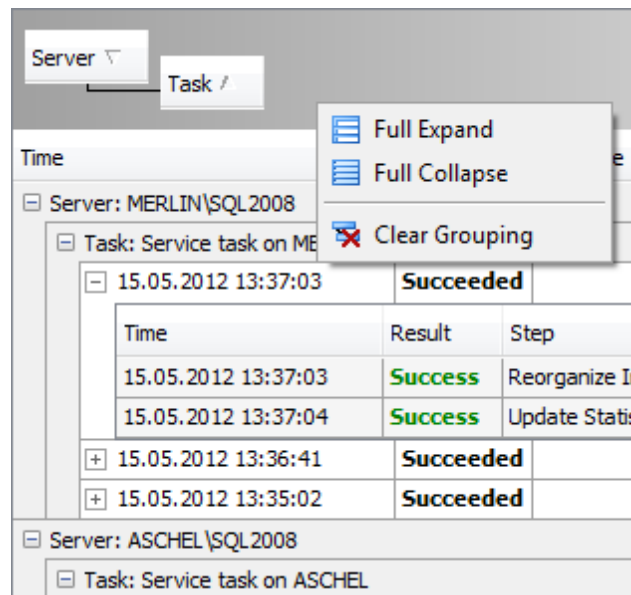 Server
Task
Full Expand
Time
Full Collapse
Server: MERLIN\SQL2008
Clear Grouping
Task: Service task on
15.05.2012 13:37:03 Succeeded
Time Result Step
15.05.2012 13:37:03 Success Reorganize
15.05.2012 13:37:04 Success Update
15.05.2012 13:36:41 Succeeded
15.05.2012 13:35:02 Succeeded
Server: ASCHEL\SQL2008
Task: Service task on ASCHEL